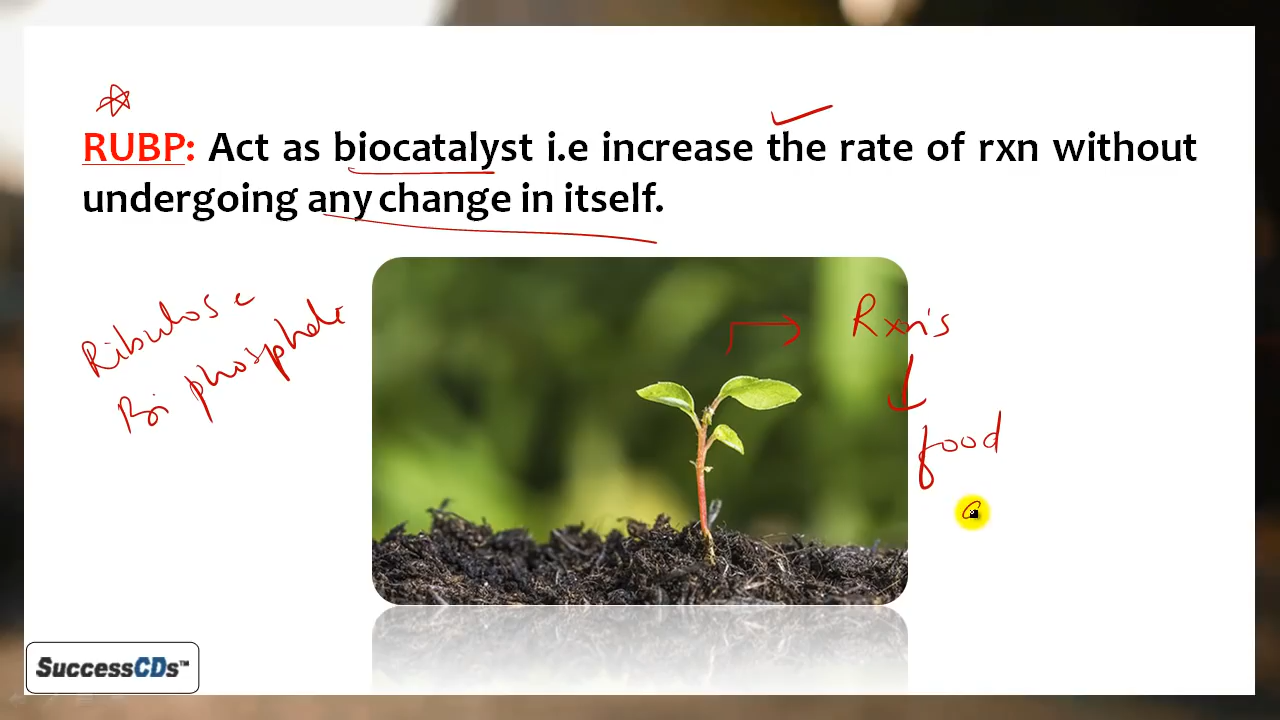 RUBP: Act as biocatalyst i.e increase the rate of rxn without
undergoing any change in itself.
Ribulose
Bi phosphate
Rxn's
food
SuccessCDs™